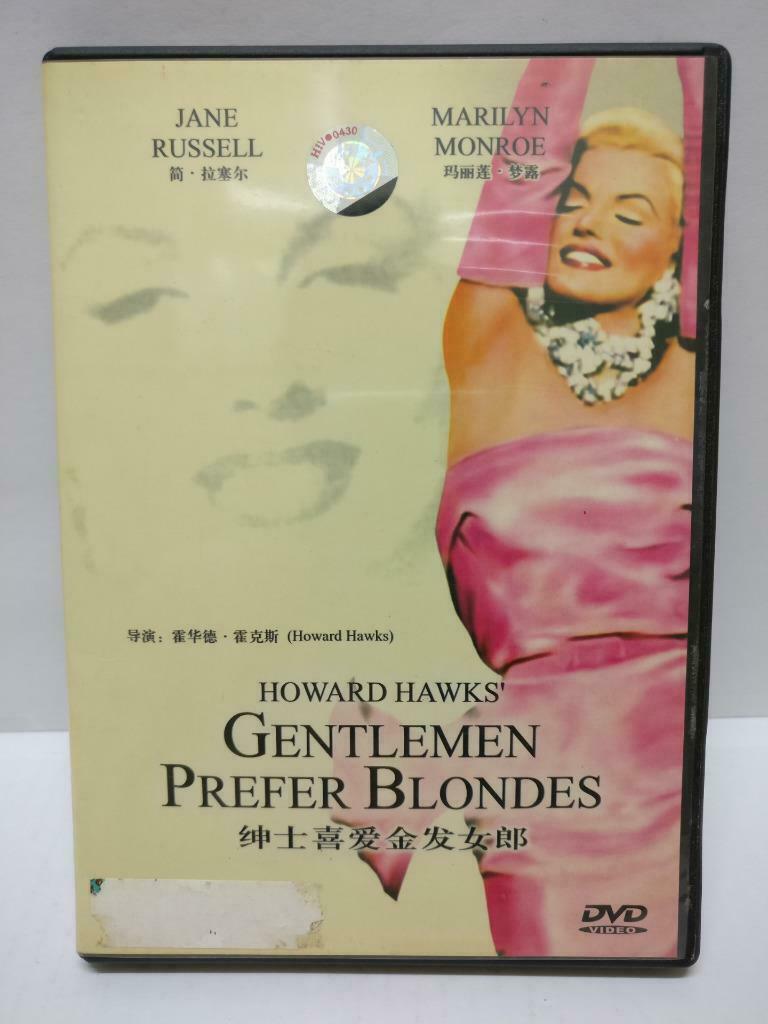 JANE
RUSSELL
简·拉塞尔
HIV●0430
MARILYN
MONROE
玛丽莲·梦露
导演：霍华德·霍克斯 (Howard Hawks)
HOWARD HAWKS'
GENTLEMEN
PREFER BLONDES
绅士喜爱金发女郎
DVD
VIDEO